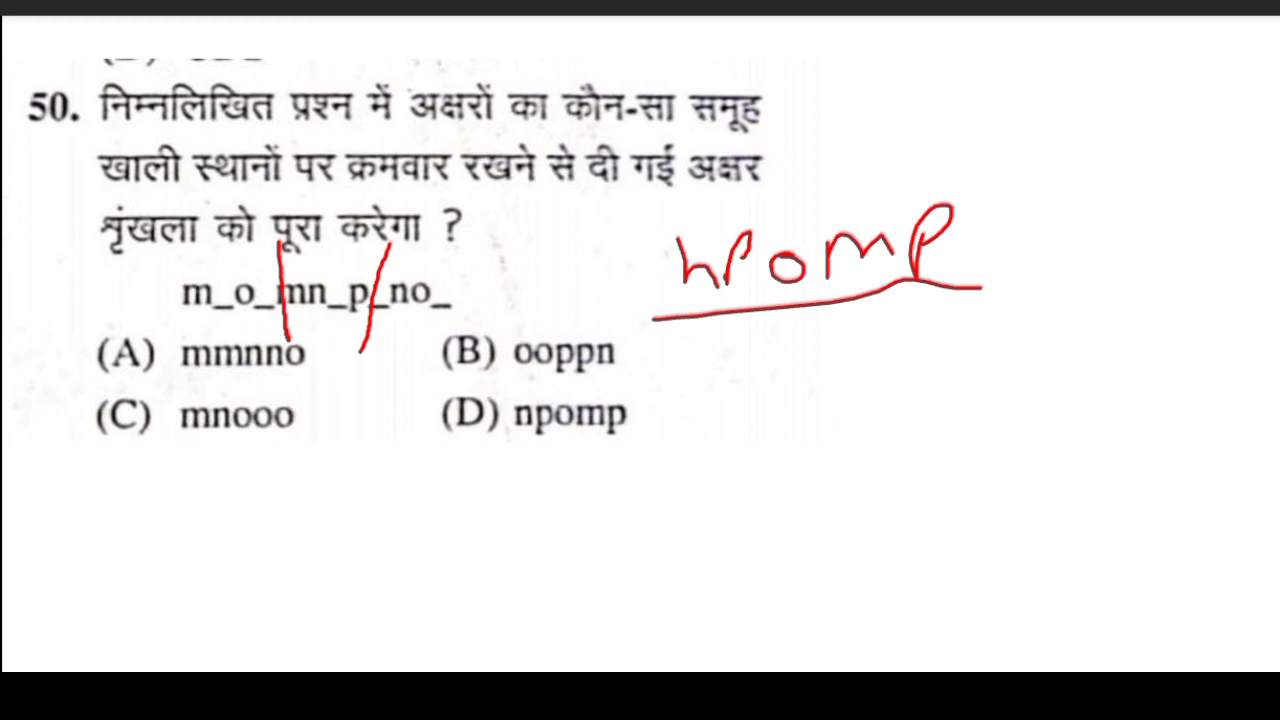 50. निम्नलिखित प्रश्न में अक्षरों का कौन-सा समूह
खाली स्थानों पर क्रमवार रखने से दी गई अक्षर
शृंखला को पूरा करेगा ?
m_o_mn_p_no_
npomp
(A) mmnno (B) ooppn
(C) mnooo (D) npomp